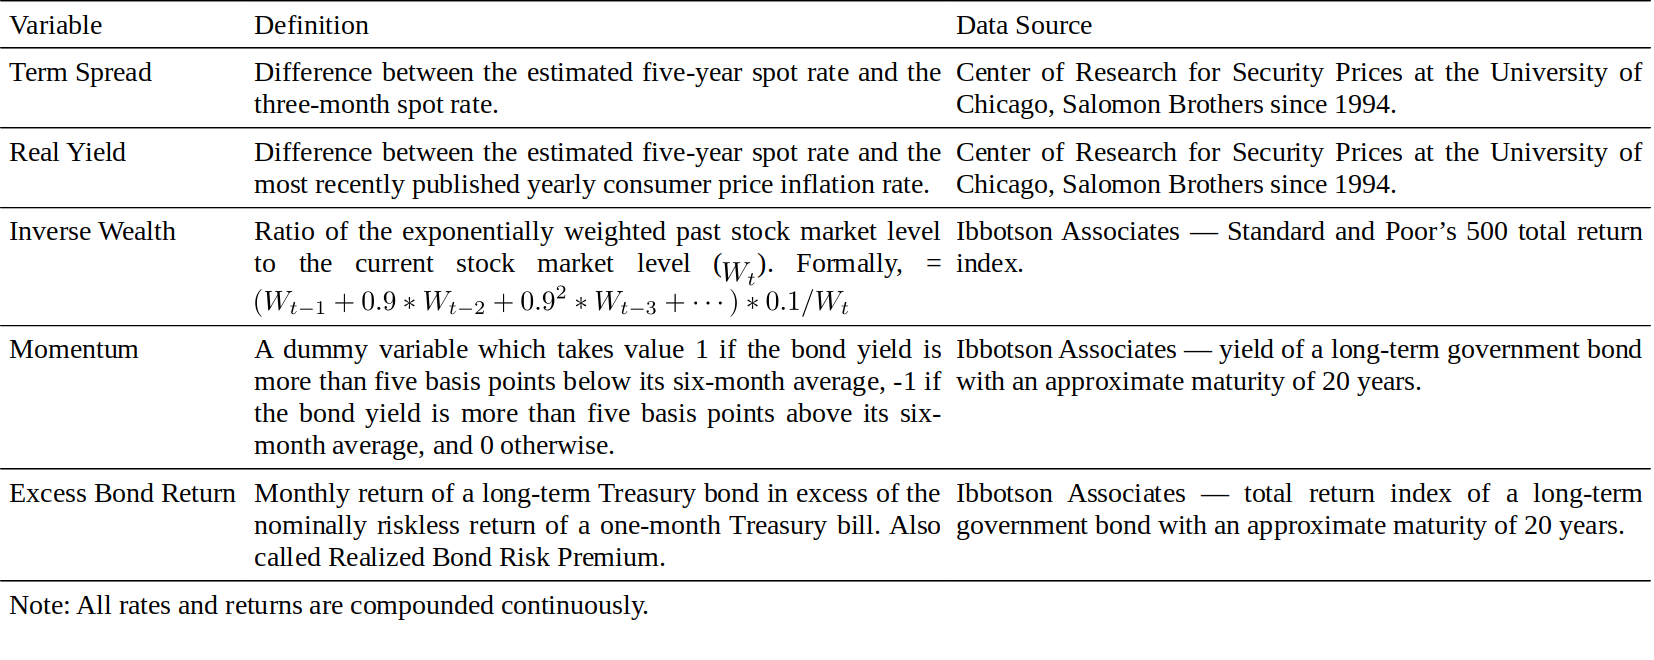 Variable Definition Data Source
Term Spread Difference between the estimated five-year spot rate and the Center of Research for Security Prices at the University of
three-month spot rate. Chicago, Salomon Brothers since 1994.
Real Yield Difference between the estimated five-year spot rate and the Center of Research for Security Prices at the University of
most recently published yearly consumer price inflation rate. Chicago, Salomon Brothers since 1994.
Inverse Wealth Ratio of the exponentially weighted past stock market level Ibbotson Associates — Standard and Poor’s 500 total return
to the current stock market level (W_t). Formally, = index.
(W_{t−1} + 0.9 ∗ W_{t−2} + 0.9^2 ∗ W_{t−3} + ⋯) ∗ 0.1/W_t
Momentum A dummy variable which takes value 1 if the bond yield is Ibbotson Associates — yield of a long-term government bond
more than five basis points below its six-month average, -1 if with an approximate maturity of 20 years.
the bond yield is more than five basis points above its six-
month average, and 0 otherwise.
Excess Bond Return Monthly return of a long-term Treasury bond in excess of the Ibbotson Associates — total return index of a long-term
nominally riskless return of a one-month Treasury bill. Also government bond with an approximate maturity of 20 years.
called Realized Bond Risk Premium.
Note: All rates and returns are compounded continuously.